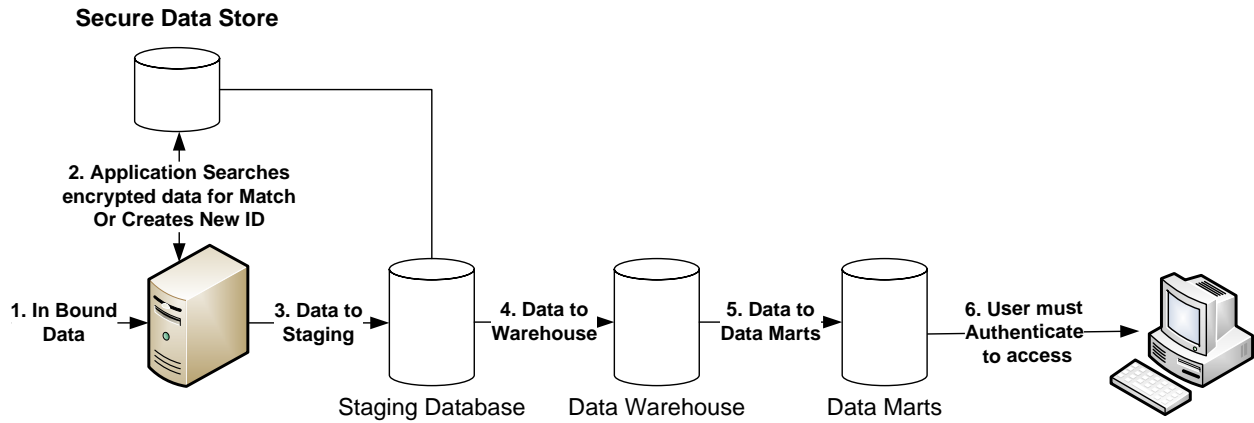 Secure Data Store
2. Application Searches
encrypted data for Match
Or Creates New ID
1. In Bound
Data
3. Data to
Staging
4. Data to
Warehouse
5. Data to
Data Marts
6. User must
Authenticate
to access
Staging Database
Data Warehouse
Data Marts